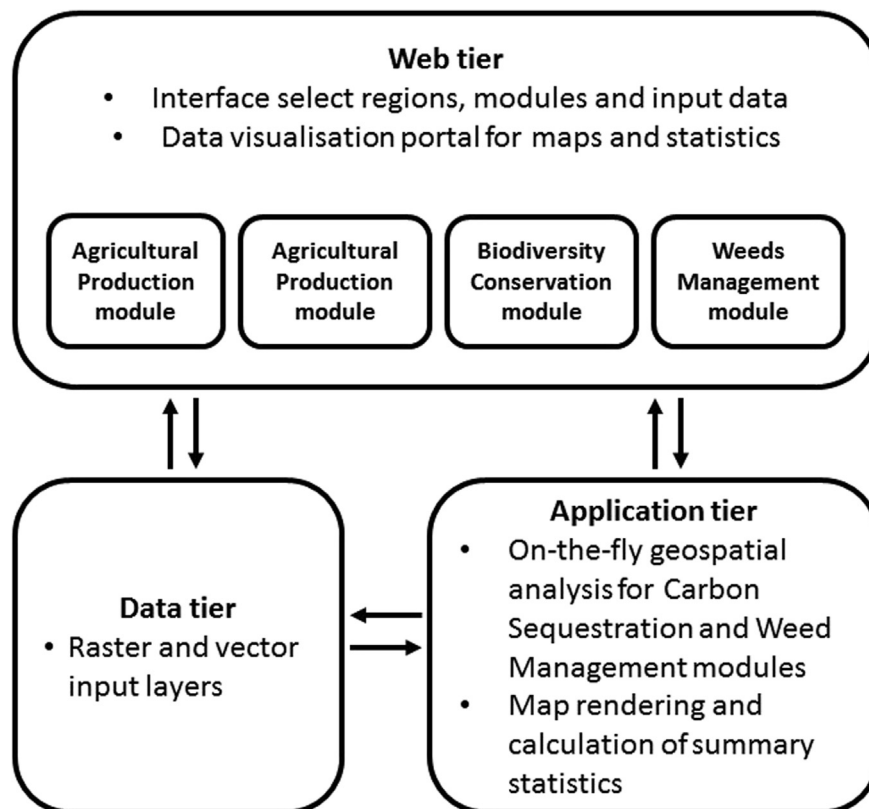 Web tier
• Interface select regions, modules and input data
• Data visualisation portal for maps and statistics
Agricultural
Production
module
Agricultural
Production
module
Biodiversity
Conservation
module
Weeds
Management
module
Data tier
• Raster and vector
input layers
Application tier
• On-the-fly geospatial
analysis for Carbon
Sequestration and Weed
Management modules
• Map rendering and
calculation of summary
statistics